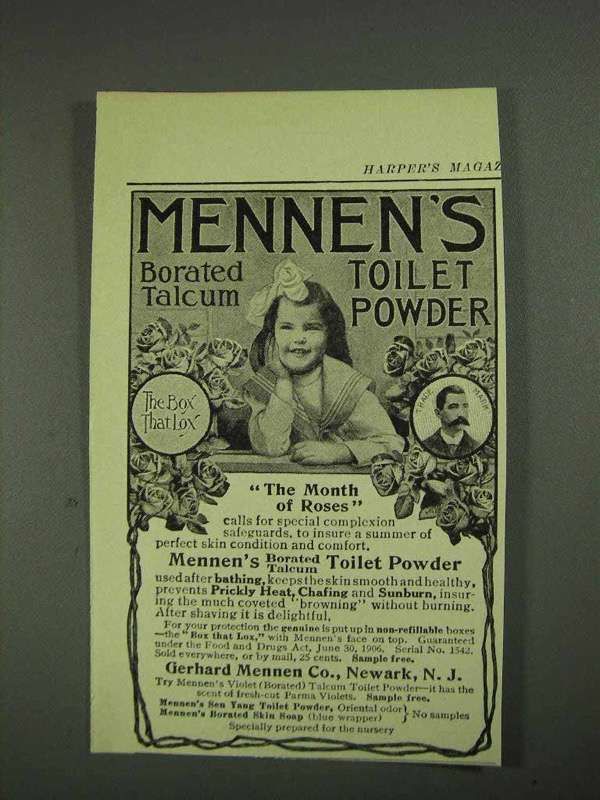 HARPER'S MAGAZ
MENNEN'S
Borated
Talcum
TOILET
POWDER
The Box
That Lox
TRADE MARK
"The Month
of Roses"
calls for special complexion
safeguards, to insure a summer of
perfect skin condition and comfort.
Mennen's Borated Talcum Toilet Powder
used after bathing, keeps the skin smooth and healthy,
prevents Prickly Heat, Chafing and Sunburn, insur-
ing the much coveted "browning" without burning.
After shaving it is delightful.
For your protection the genuine is put up in non-refillable boxes
—the "Box that Lox," with Mennen's face on top. Guaranteed
under the Food and Drugs Act, June 30, 1906. Serial No. 1542.
Sold everywhere, or by mail, 25 cents. Sample free.
Gerhard Mennen Co., Newark, N. J.
Try Mennen's Violet (Borated) Talcum Toilet Powder—it has the
scent of fresh-cut Parma Violets. Sample free.
Mennen's Sen Yang Toilet Powder, Oriental odor
Mennen's Borated Skin Soap (blue wrapper) } No samples
Specially prepared for the nursery